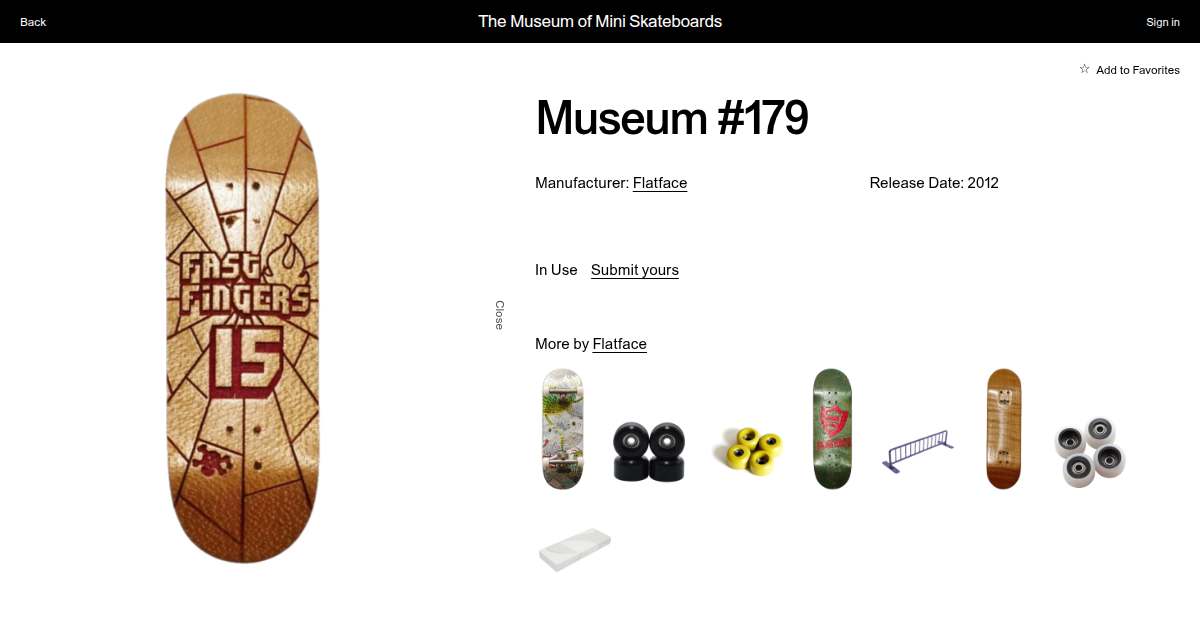 Back
The Museum of Mini Skateboards
Sign in
☆ Add to Favorites
FAST
FINGERS
15
Museum #179
Manufacturer: Flatface
Release Date: 2012
In Use Submit yours
Close
More by Flatface